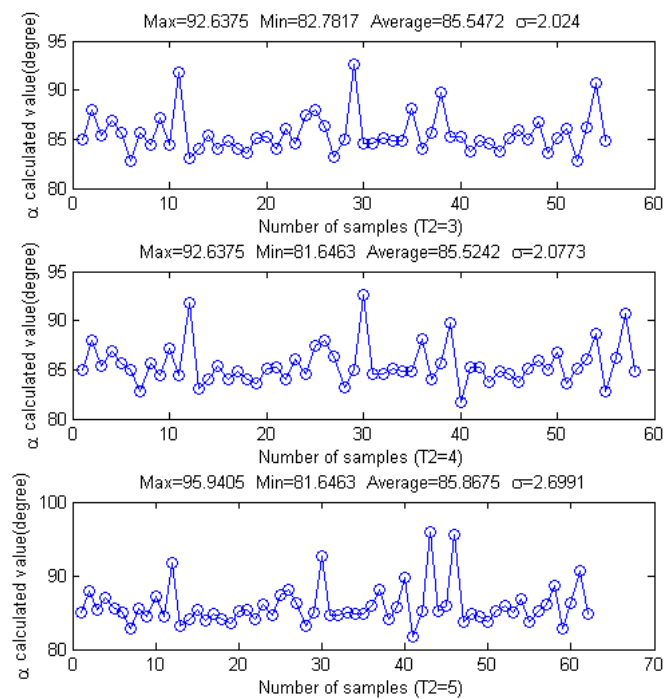 Max=92.6375 Min=82.7817 Average=85.5472 σ=2.024
α calculated value(degree)
95
90
85
80
0 10 20 30 40 50 60
Number of samples (T2=3)
Max=92.6375 Min=81.6463 Average=85.5242 σ=2.0773
α calculated value(degree)
95
90
85
80
0 10 20 30 40 50 60
Number of samples (T2=4)
Max=95.9405 Min=81.6463 Average=85.8675 σ=2.6991
α calculated value(degree)
100
90
80
0 10 20 30 40 50 60 70
Number of samples (T2=5)